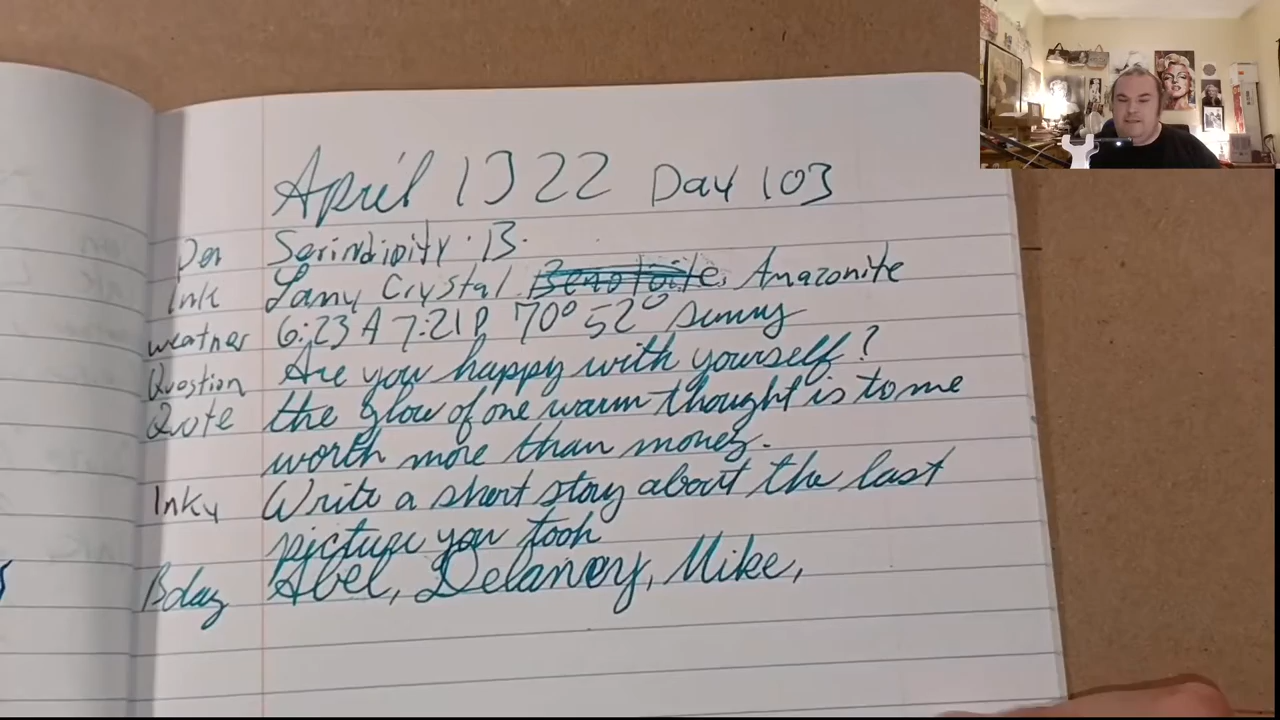 April 13 22 Day 103
Pen Serindipity · B.
Ink Lamy Crystal Benotoite, Amazonite
weather 6:23 A 7:21P 70° 52° sunny
Question Are you happy with yourself?
Quote the glow of one warm thought is to me
worth more than money.
Inky Write a short story about the last
picture you took
Bday Abel, Delaney, Mike,